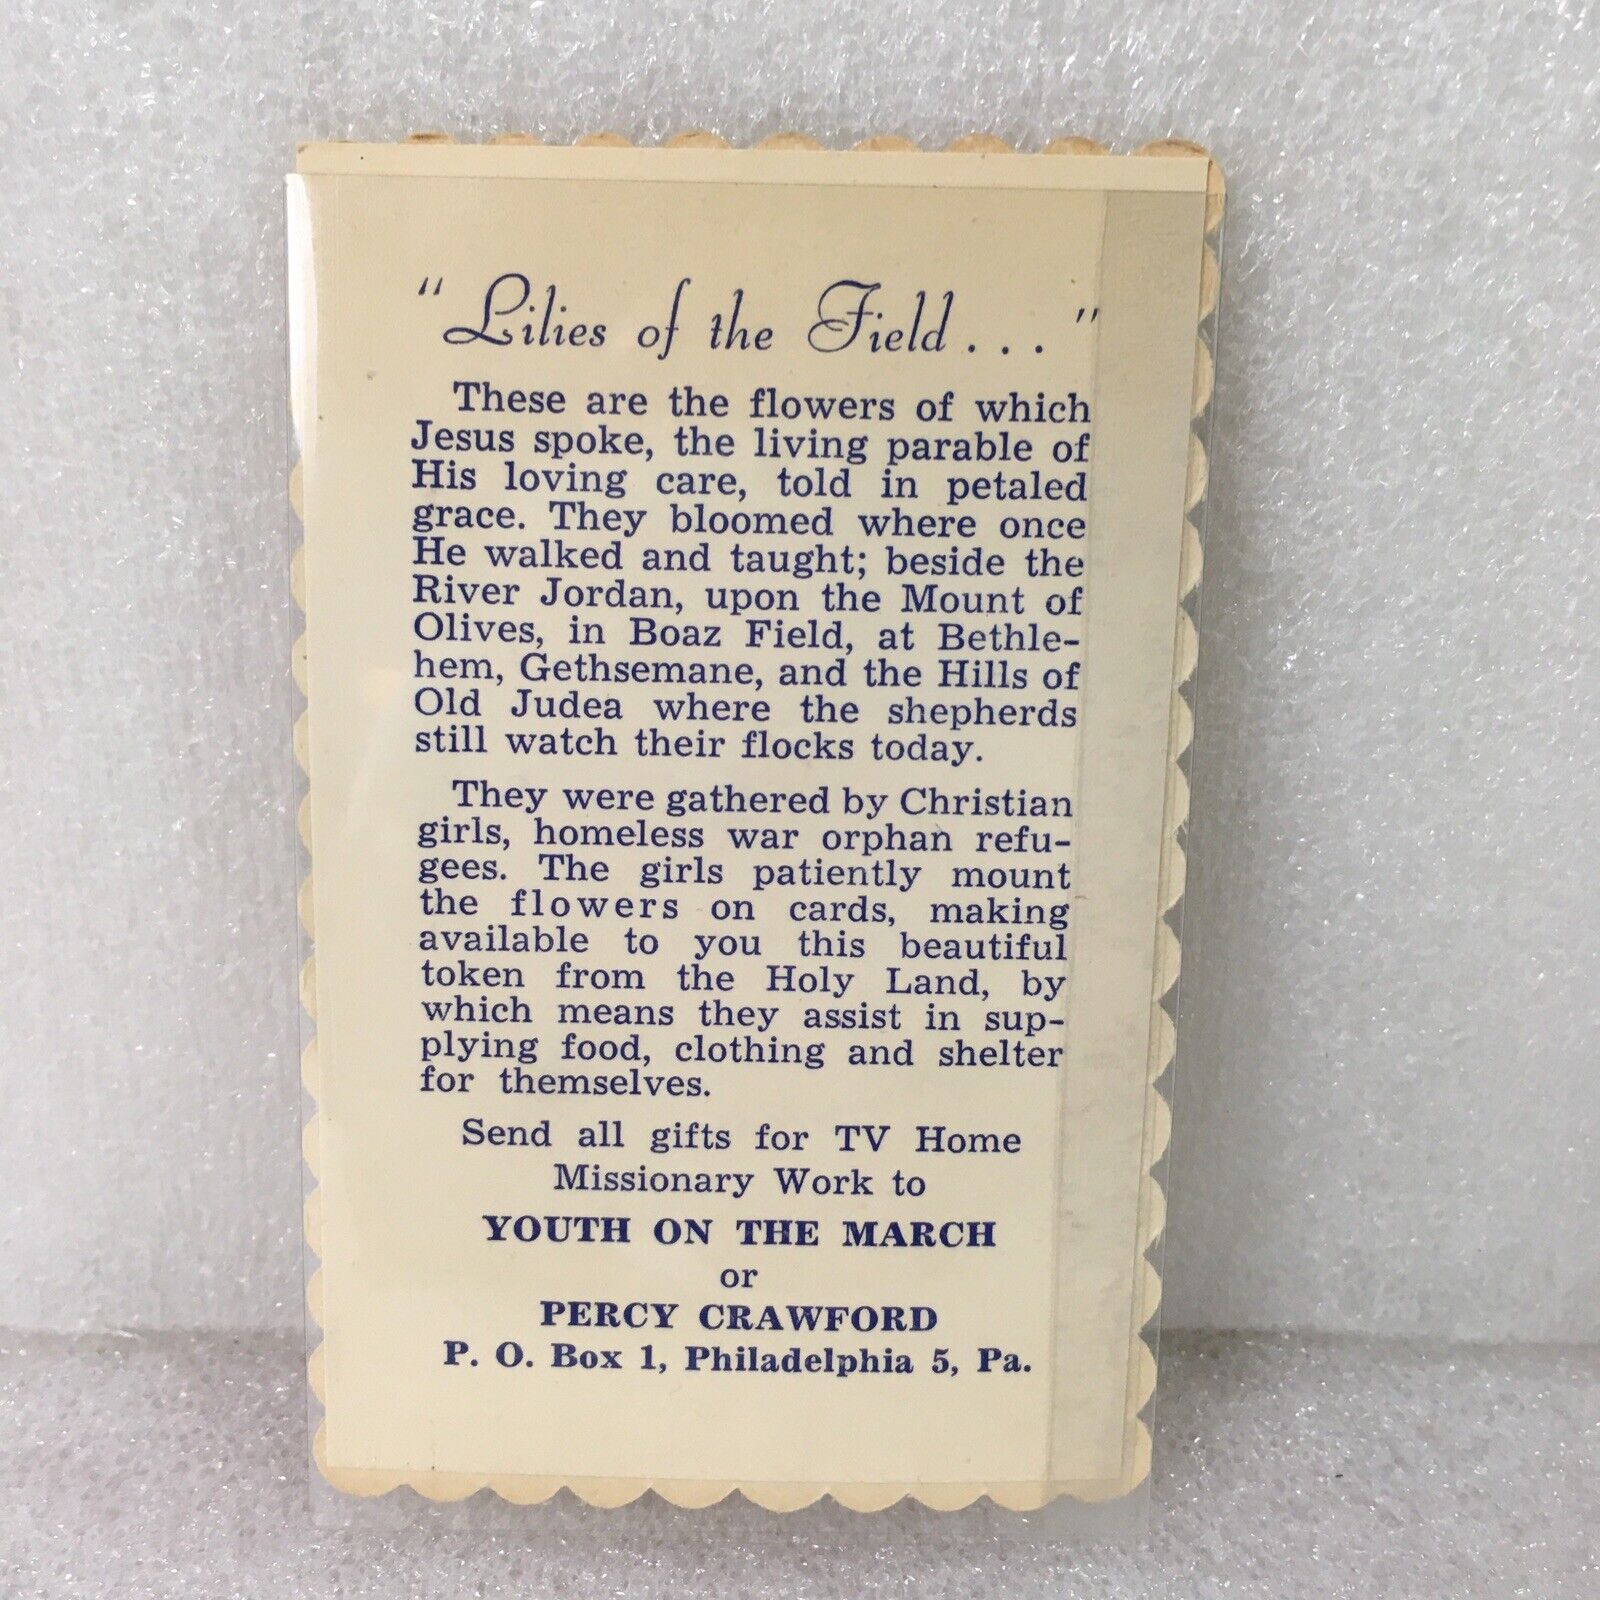 "Lilies of the Field . . . "
These are the flowers of which
Jesus spoke, the living parable of
His loving care, told in petaled
grace. They bloomed where once
He walked and taught; beside the
River Jordan, upon the Mount of
Olives, in Boaz Field, at Bethle-
hem, Gethsemane, and the Hills of
Old Judea where the shepherds
still watch their flocks today.
They were gathered by Christian
girls, homeless war orphan refu-
gees. The girls patiently mount
the flowers on cards, making
available to you this beautiful
token from the Holy Land, by
which means they assist in sup-
plying food, clothing and shelter
for themselves.
Send all gifts for TV Home
Missionary Work to
YOUTH ON THE MARCH
or
PERCY CRAWFORD
P. O. Box 1, Philadelphia 5, Pa.